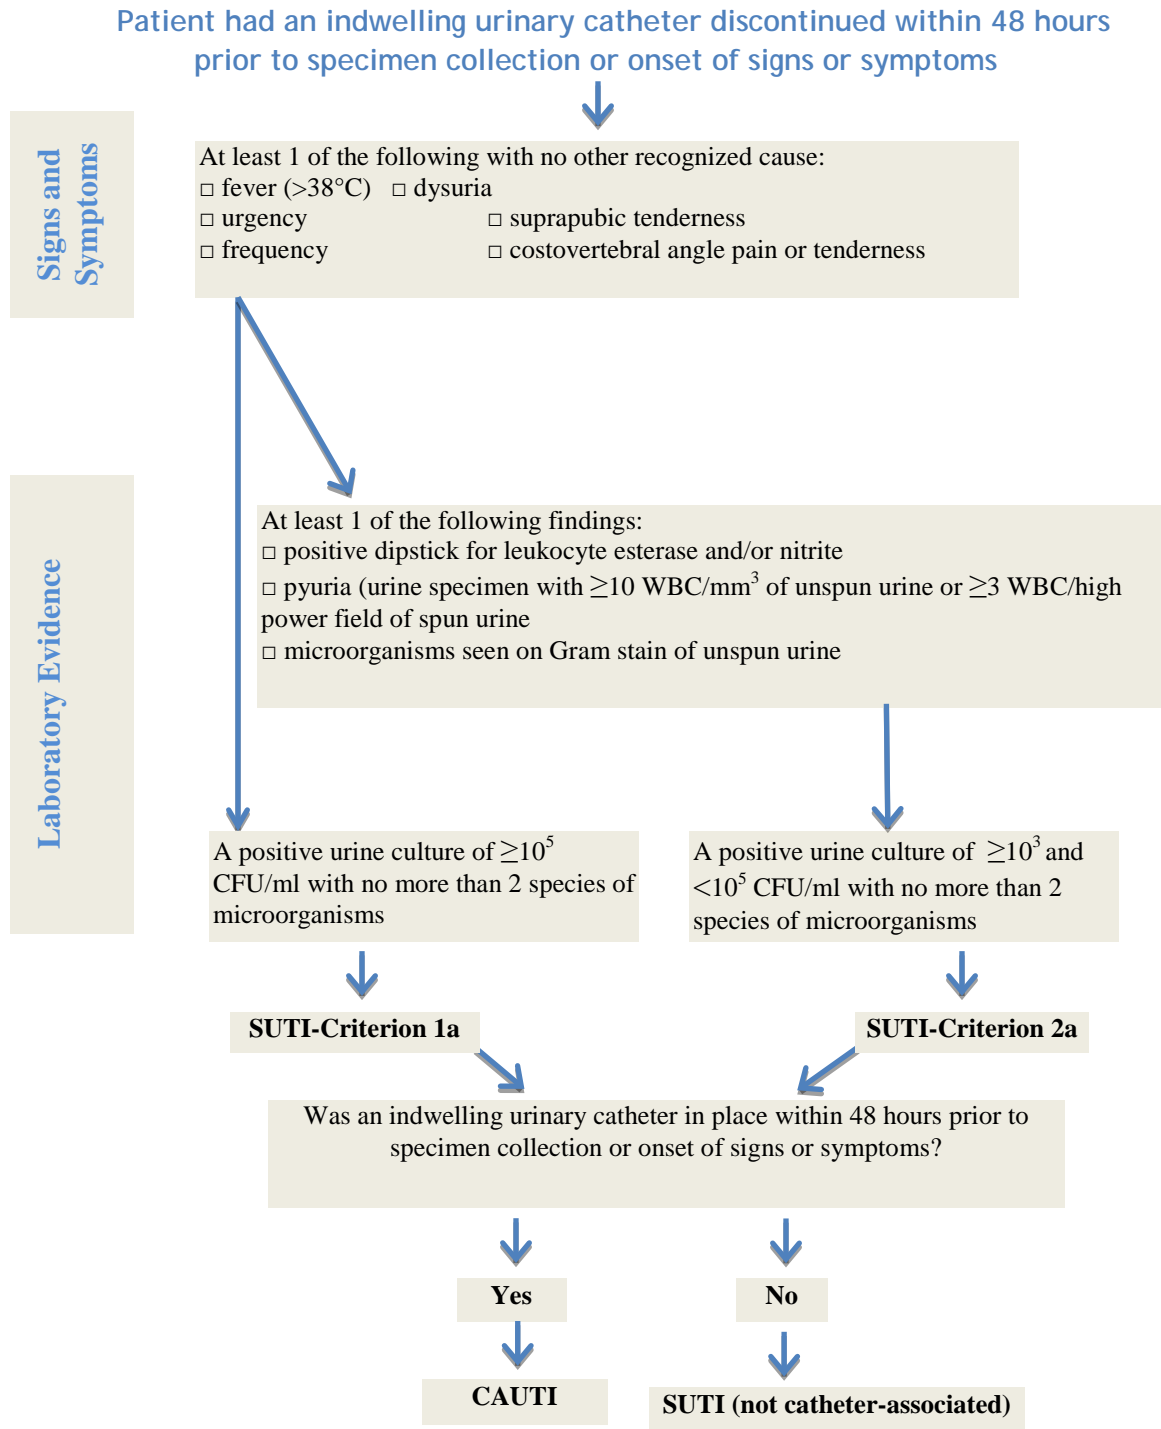 Patient had an indwelling urinary catheter discontinued within 48 hours
prior to specimen collection or onset of signs or symptoms
Signs and
Symptoms
At least 1 of the following with no other recognized cause:
□ fever (>38°C) □ dysuria
□ urgency □ suprapubic tenderness
□ frequency □ costovertebral angle pain or tenderness
Laboratory Evidence
At least 1 of the following findings:
□ positive dipstick for leukocyte esterase and/or nitrite
□ pyuria (urine specimen with ≥10 WBC/mm³ of unspun urine or ≥3 WBC/high
power field of spun urine
□ microorganisms seen on Gram stain of unspun urine
A positive urine culture of ≥10⁵
CFU/ml with no more than 2 species of
microorganisms
A positive urine culture of ≥10³ and
<10⁵ CFU/ml with no more than 2
species of microorganisms
SUTI-Criterion 1a
SUTI-Criterion 2a
Was an indwelling urinary catheter in place within 48 hours prior to
specimen collection or onset of signs or symptoms?
Yes
No
CAUTI
SUTI (not catheter-associated)